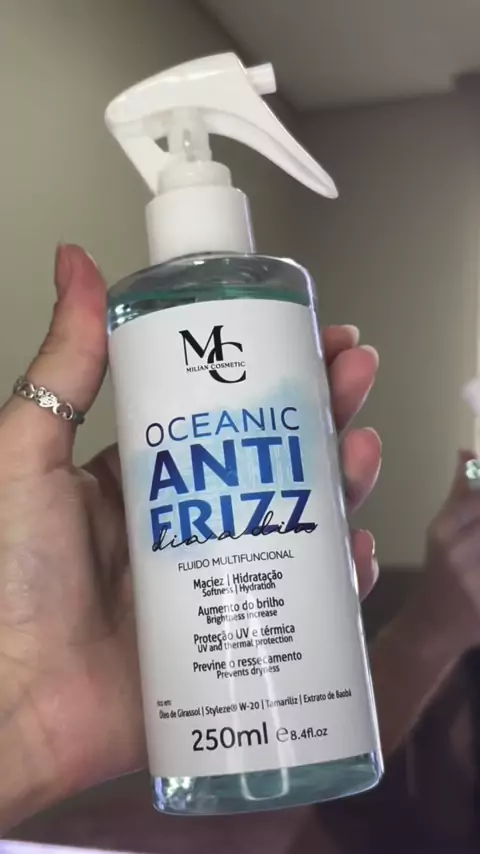 MC
MILIAN COSMETIC
OCEANIC
ANTI
FRIZZ
dia a dia
FLUIDO MULTIFUNCIONAL
Maciez | Hidratação
Softness | Hydration
Aumento do brilho
Brightness increase
Proteção UV e térmica
UV and thermal protection
Previne o ressecamento
Prevents dryness
Óleo de Girassol | Styleze® W-20 | Tamariliz | Extrato de Baobá
250ml e 8.4fl.oz